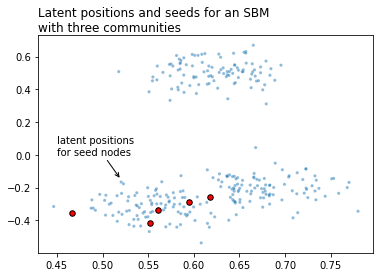 Latent positions and seeds for an SBM
with three communities
0.6
0.4
0.2
0.0
−0.2
−0.4
latent positions
for seed nodes
0.45 0.50 0.55 0.60 0.65 0.70 0.75